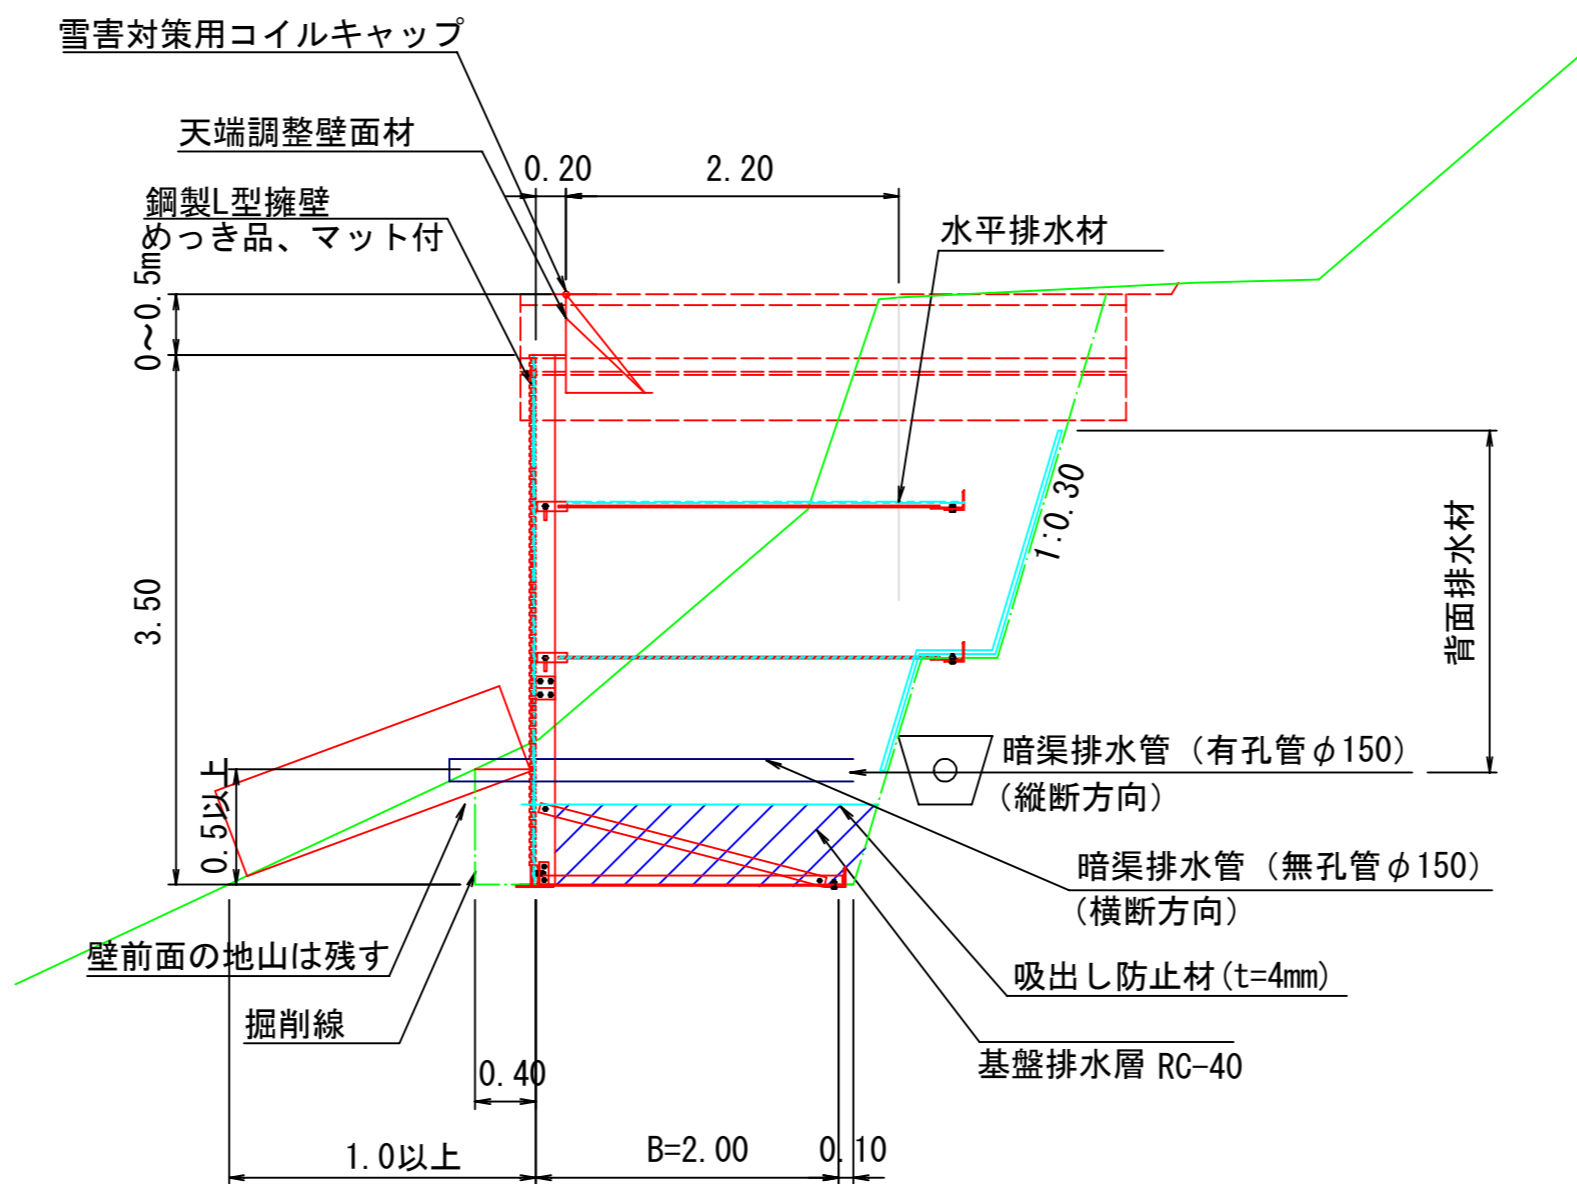 雪害対策用コイルキャップ
天端調整壁面材
0.20
2.20
鋼製L型擁壁
めっき品、マット付
水平排水材
0～0.5m
1:0.30
背面排水材
3.50
暗渠排水管（有孔管φ150）
（縦断方向）
0.5以上
暗渠排水管（無孔管φ150）
（横断方向）
壁前面の地山は残す
吸出し防止材(t=4mm)
掘削線
基盤排水層 RC-40
0.40
1.0以上
B=2.00
0.10